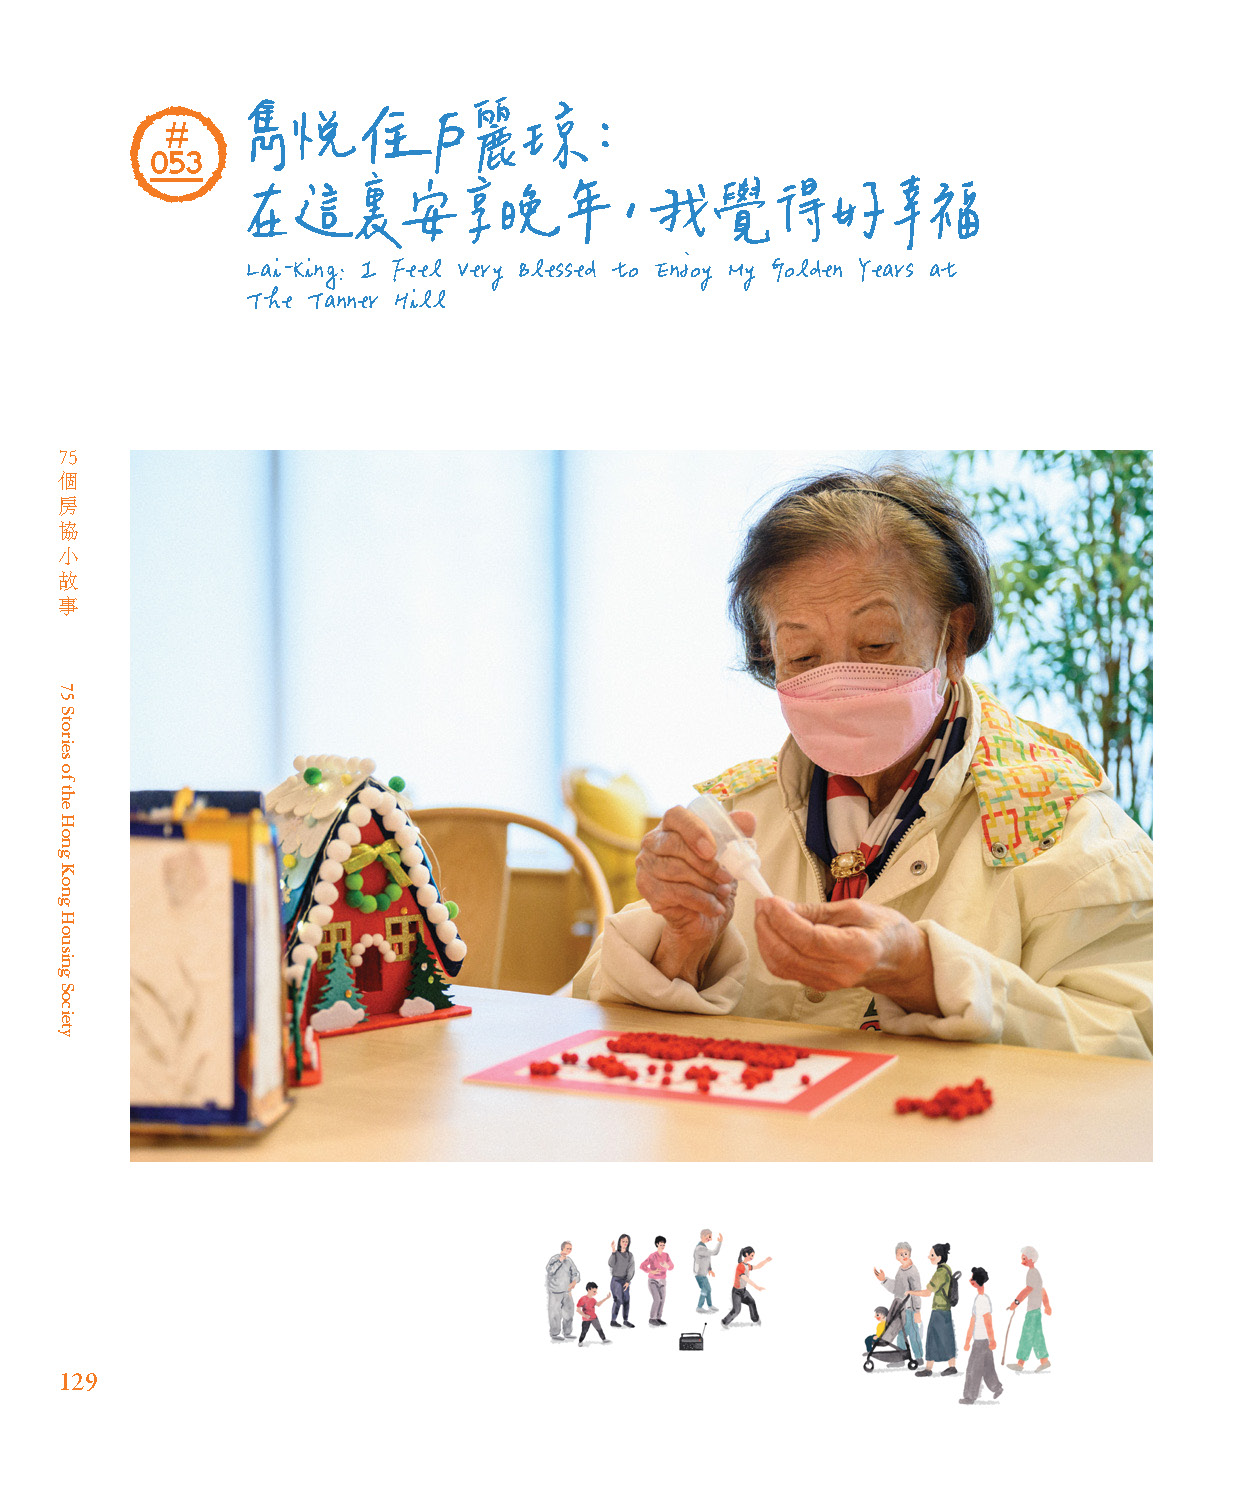 #
053
雋悅住戶麗琼：
在這裏安享晚年，我覺得好幸福
Lai-King: I Feel Very Blessed to Enjoy My Golden Years at
The Tanner Hill
75個房協小故事
75 Stories of the Hong Kong Housing Society
129